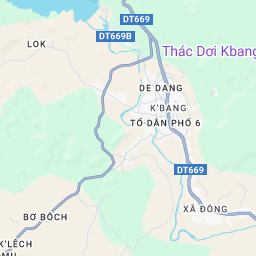 DT669
LOK
DT669B
Thác Dơi Kbang
DE DANG
K'BANG
TỔ DÂN PHỐ 6
DT669
XÃ ĐÔNG
BƠ BÔCH
K'LÊCH